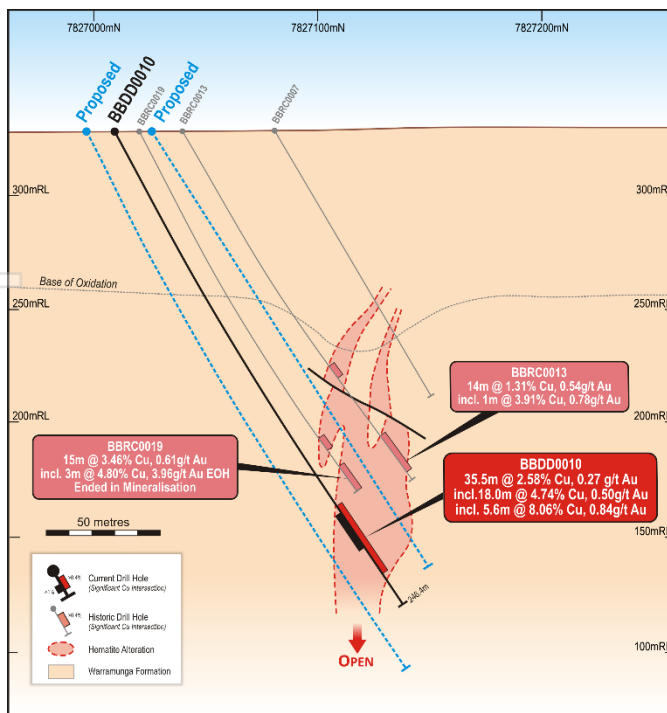 7827000mN
7827100mN
7827200mN
Proposed
BBDD0010
BBRC0019
Proposed
BBRC0013
BBRC0007
300mRL
300mRL
Base of Oxidation
250mRL
250mRL
200mRL
200mRL
BBRC0013
14m @ 1.31% Cu, 0.54g/t Au
incl. 1m @ 3.91% Cu, 0.78g/t Au
BBRC0019
15m @ 3.46% Cu, 0.61g/t Au
incl. 3m @ 4.80% Cu, 3.96g/t Au EOH
Ended in Mineralisation
BBDD0010
35.5m @ 2.58% Cu, 0.27 g/t Au
incl.18.0m @ 4.74% Cu, 0.50g/t Au
incl. 5.6m @ 8.06% Cu, 0.84g/t Au
50 metres
150mRL
246.4m
Current Drill Hole
(Significant Cu Intersection)
Historic Drill Hole
(Significant Cu Intersection)
Hematito Alteration
Warramunga Formation
100mRL
OPEN